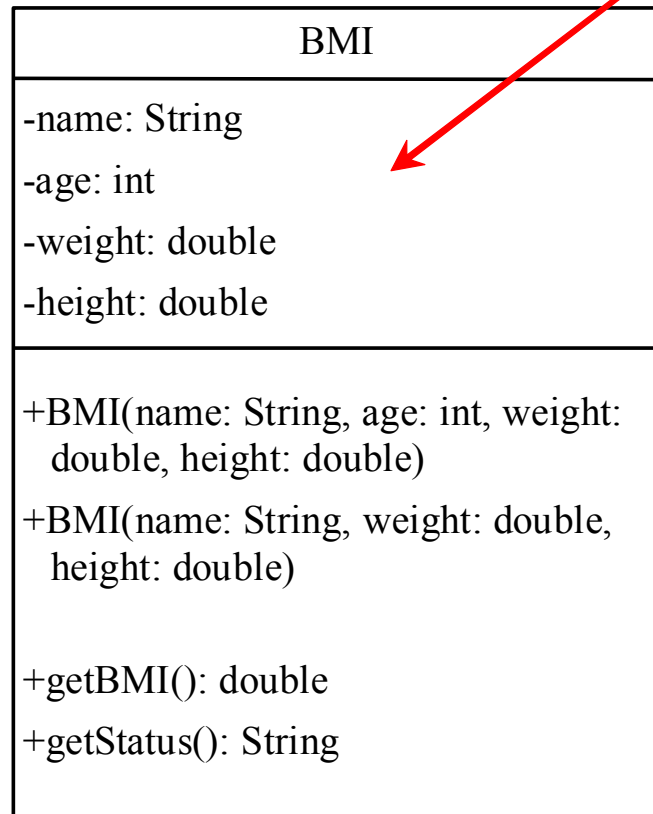 BMI
-name: String
-age: int
-weight: double
-height: double
+BMI(name: String, age: int, weight:
double, height: double)
+BMI(name: String, weight: double,
height: double)
+getBMI(): double
+getStatus(): String